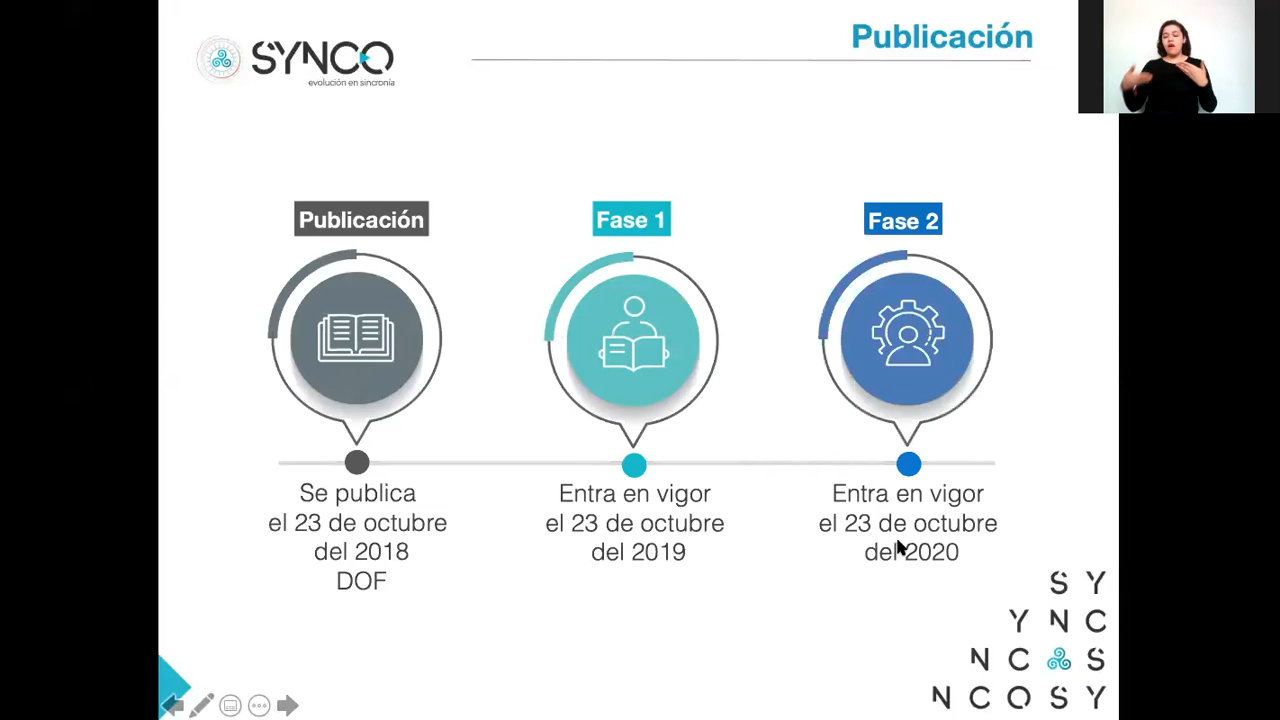 SYNCO
evolución en sincronía
Publicación
Publicación
Fase 1
Fase 2
Se publica
el 23 de octubre
del 2018
DOF
Entra en vigor
el 23 de octubre
del 2019
Entra en vigor
el 23 de octubre
del 2020
S Y
Y N C
N C S
N C O S Y